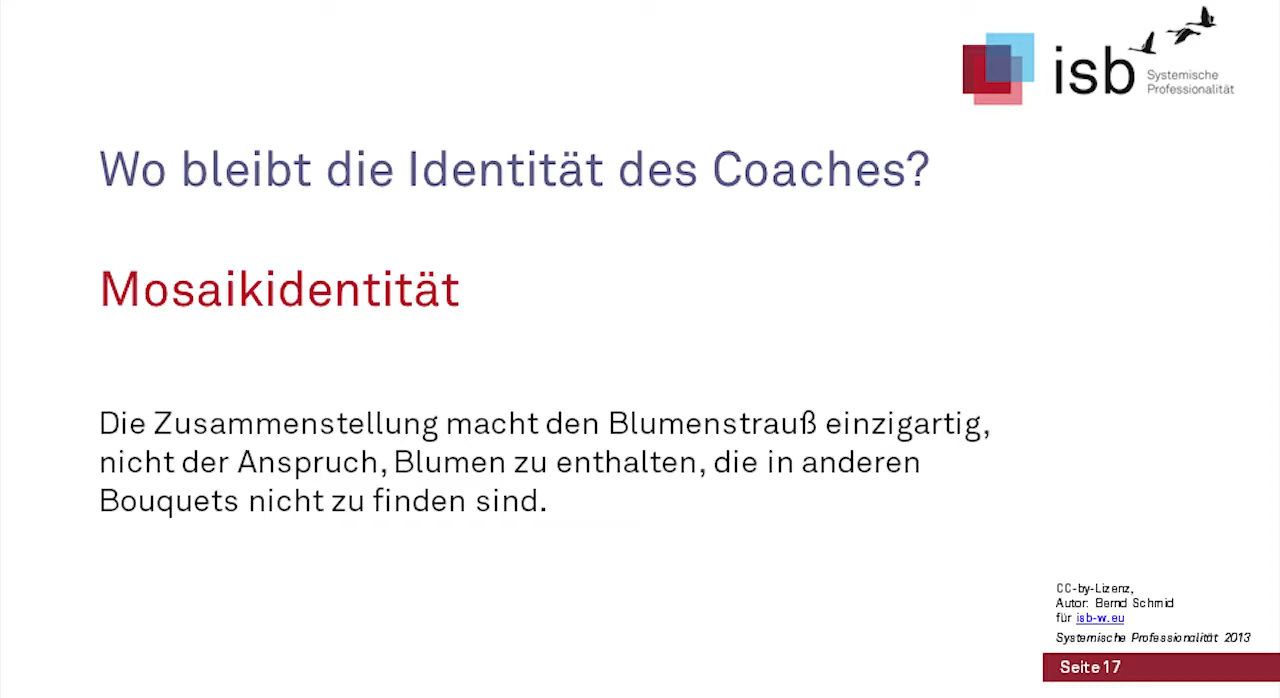 isb
Systemische
Professionalität
Wo bleibt die Identität des Coaches?
Mosaikidentität
Die Zusammenstellung macht den Blumenstrauß einzigartig,
nicht der Anspruch, Blumen zu enthalten, die in anderen
Bouquets nicht zu finden sind.
CC-by-Lizenz,
Autor: Bernd Schmid
für isb-w.eu
Systemische Professionalität 2013
Seite 17